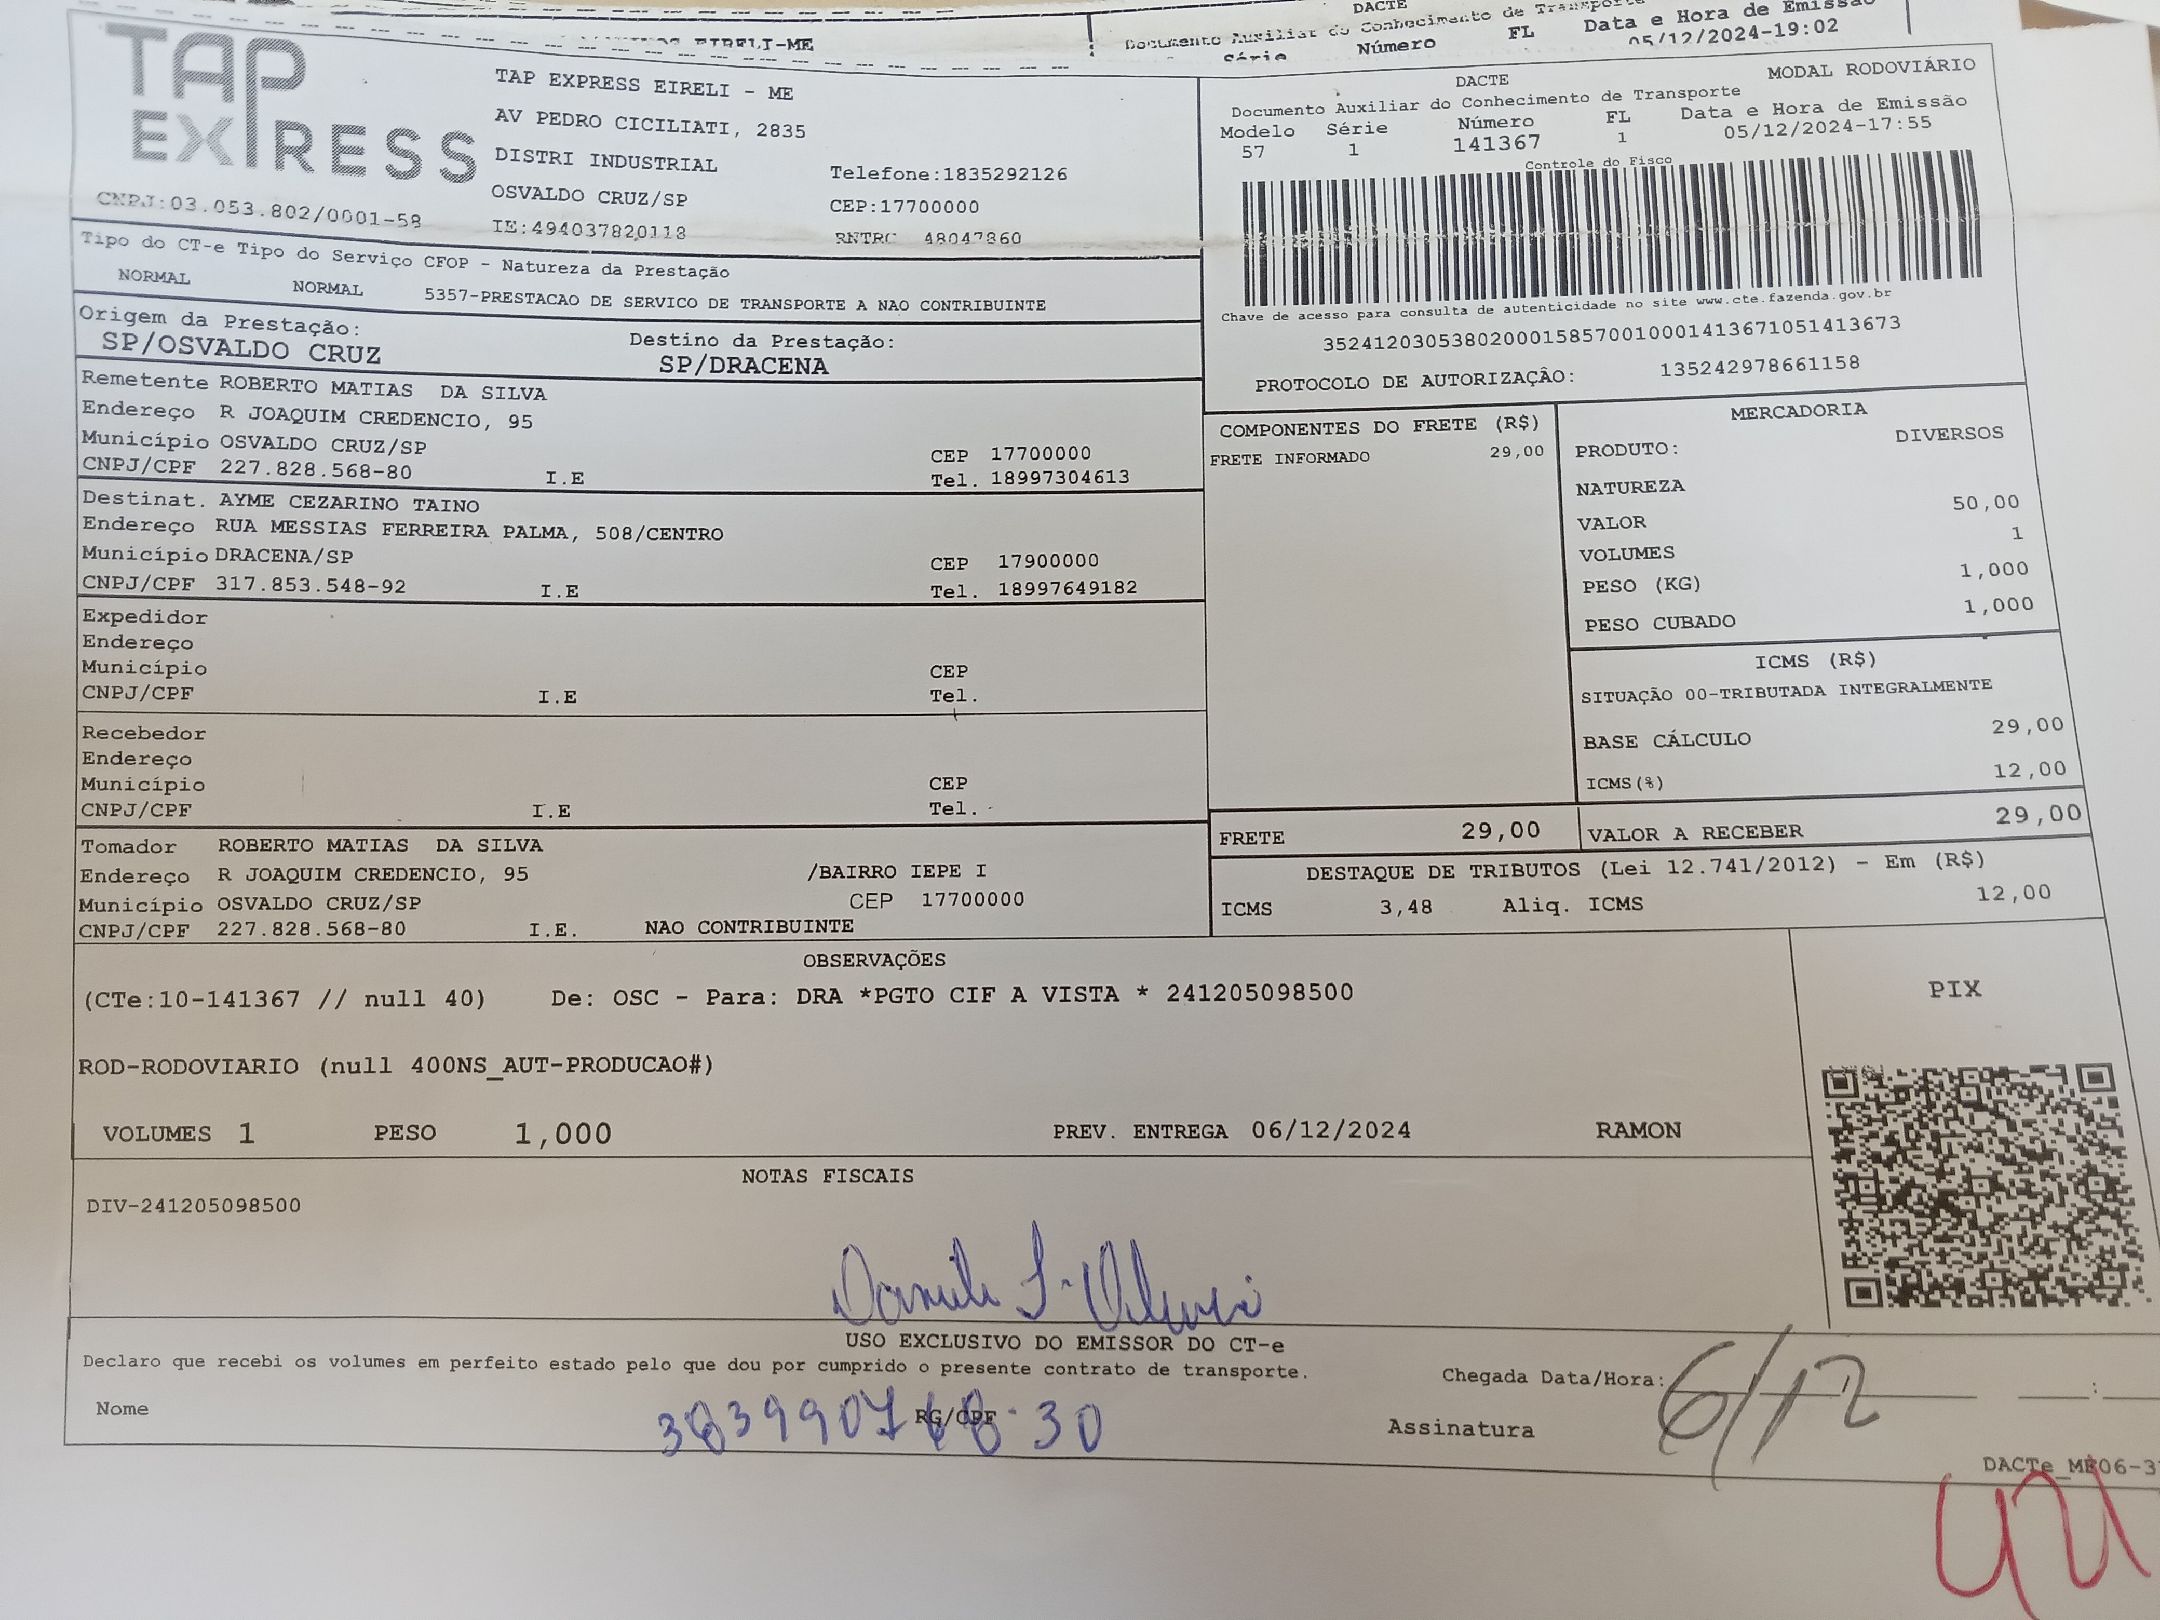 EIRELI-ME
DACTE
Documento Auxiliar do Conhecimento de Transporte
Série Número FL Data e Hora de Emissão
05/12/2024-19:02
TAP
EXPRESS
CNPJ:03.053.802/0001-58
TAP EXPRESS EIRELI - ME
AV PEDRO CICILIATI, 2835
DISTRI INDUSTRIAL Telefone:1835292126
OSVALDO CRUZ/SP CEP:17700000
IE:494037820118 RNTRC 48047860
DACTE MODAL RODOVIÁRIO
Documento Auxiliar do Conhecimento de Transporte
Modelo Série Número FL Data e Hora de Emissão
57 1 141367 1 05/12/2024-17:55
Controle do Fisco
Chave de acesso para consulta de autenticidade no site www.cte.fazenda.gov.br
35241203053802000158570010001413671051413673
PROTOCOLO DE AUTORIZAÇÃO: 135242978661158
Tipo do CT-e Tipo do Serviço CFOP - Natureza da Prestação
NORMAL NORMAL 5357-PRESTACAO DE SERVICO DE TRANSPORTE A NAO CONTRIBUINTE
Origem da Prestação: Destino da Prestação:
SP/OSVALDO CRUZ SP/DRACENA
Remetente ROBERTO MATIAS DA SILVA
Endereço R JOAQUIM CREDENCIO, 95
Município OSVALDO CRUZ/SP CEP 17700000
CNPJ/CPF 227.828.568-80 I.E Tel. 18997304613
Destinat. AYME CEZARINO TAINO
Endereço RUA MESSIAS FERREIRA PALMA, 508/CENTRO
Município DRACENA/SP CEP 17900000
CNPJ/CPF 317.853.548-92 I.E Tel. 18997649182
Expedidor
Endereço
Município CEP
CNPJ/CPF I.E Tel.
Recebedor
Endereço
Município CEP
CNPJ/CPF I.E Tel.
Tomador ROBERTO MATIAS DA SILVA
Endereço R JOAQUIM CREDENCIO, 95 /BAIRRO IEPE I
Município OSVALDO CRUZ/SP CEP 17700000
CNPJ/CPF 227.828.568-80 I.E. NAO CONTRIBUINTE
COMPONENTES DO FRETE (R$)
FRETE INFORMADO 29,00
MERCADORIA
PRODUTO: DIVERSOS
NATUREZA
VALOR 50,00
VOLUMES 1
PESO (KG) 1,000
PESO CUBADO 1,000
ICMS (R$)
SITUAÇÃO 00-TRIBUTADA INTEGRALMENTE
BASE CÁLCULO 29,00
ICMS(%) 12,00
FRETE 29,00 VALOR A RECEBER 29,00
DESTAQUE DE TRIBUTOS (Lei 12.741/2012) - Em (R$)
ICMS 3,48 Aliq. ICMS 12,00
OBSERVAÇÕES
(CTe:10-141367 // null 40) De: OSC - Para: DRA *PGTO CIF A VISTA * 241205098500
ROD-RODOVIARIO (null 400NS_AUT-PRODUCAO#)
VOLUMES 1 PESO 1,000 PREV. ENTREGA 06/12/2024 RAMON
PIX
NOTAS FISCAIS
DIV-241205098500
USO EXCLUSIVO DO EMISSOR DO CT-e
Declaro que recebi os volumes em perfeito estado pelo que dou por cumprido o presente contrato de transporte.
Chegada Data/Hora: 6/12 :
Nome RG/CPF Assinatura
DACTe_ME06-3